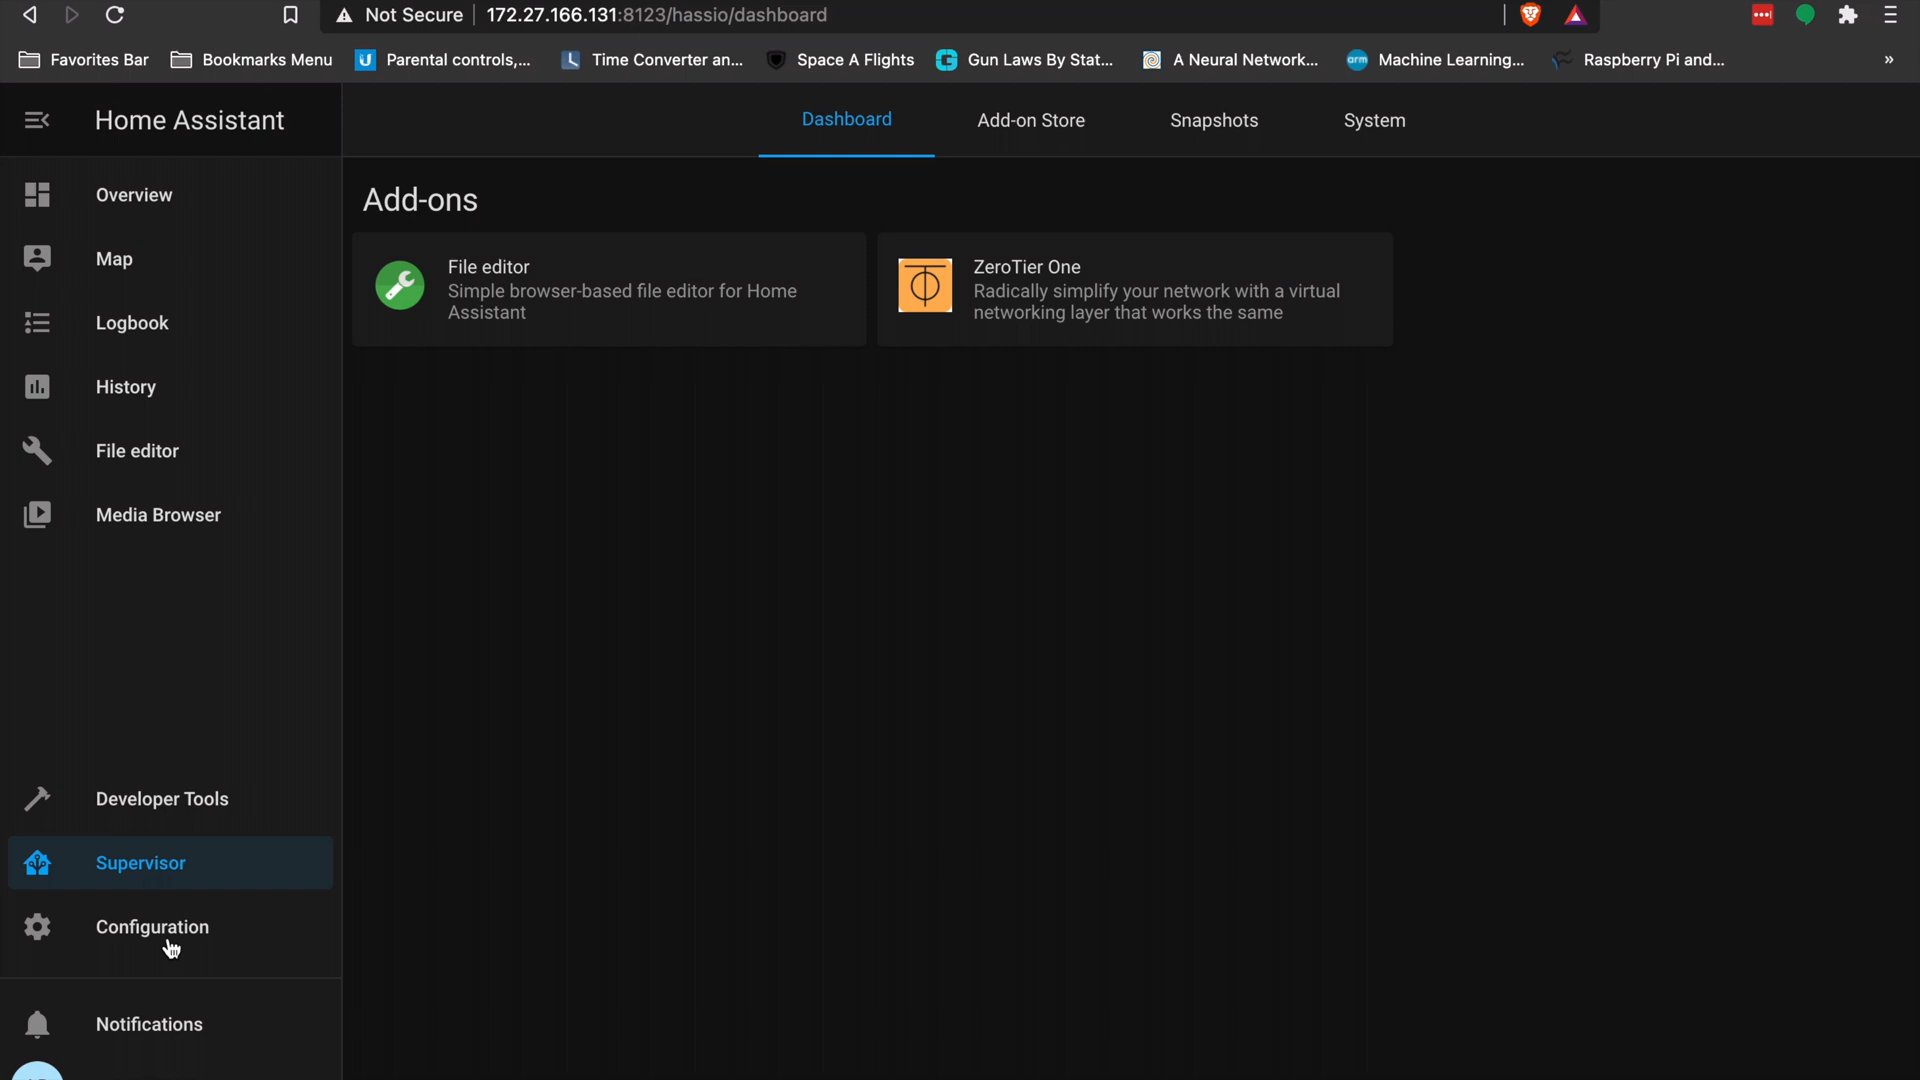 Not Secure | 172.27.166.131:8123/hassio/dashboard
Favorites Bar Bookmarks Menu Parental controls,... Time Converter an... Space A Flights Gun Laws By Stat... A Neural Network... arm Machine Learning... Raspberry Pi and... »
Home Assistant
Dashboard Add-on Store Snapshots System
Overview
Map
Logbook
History
File editor
Media Browser
Developer Tools
Supervisor
Configuration
Notifications
Add-ons
File editor
Simple browser-based file editor for Home
Assistant
ZeroTier One
Radically simplify your network with a virtual
networking layer that works the same